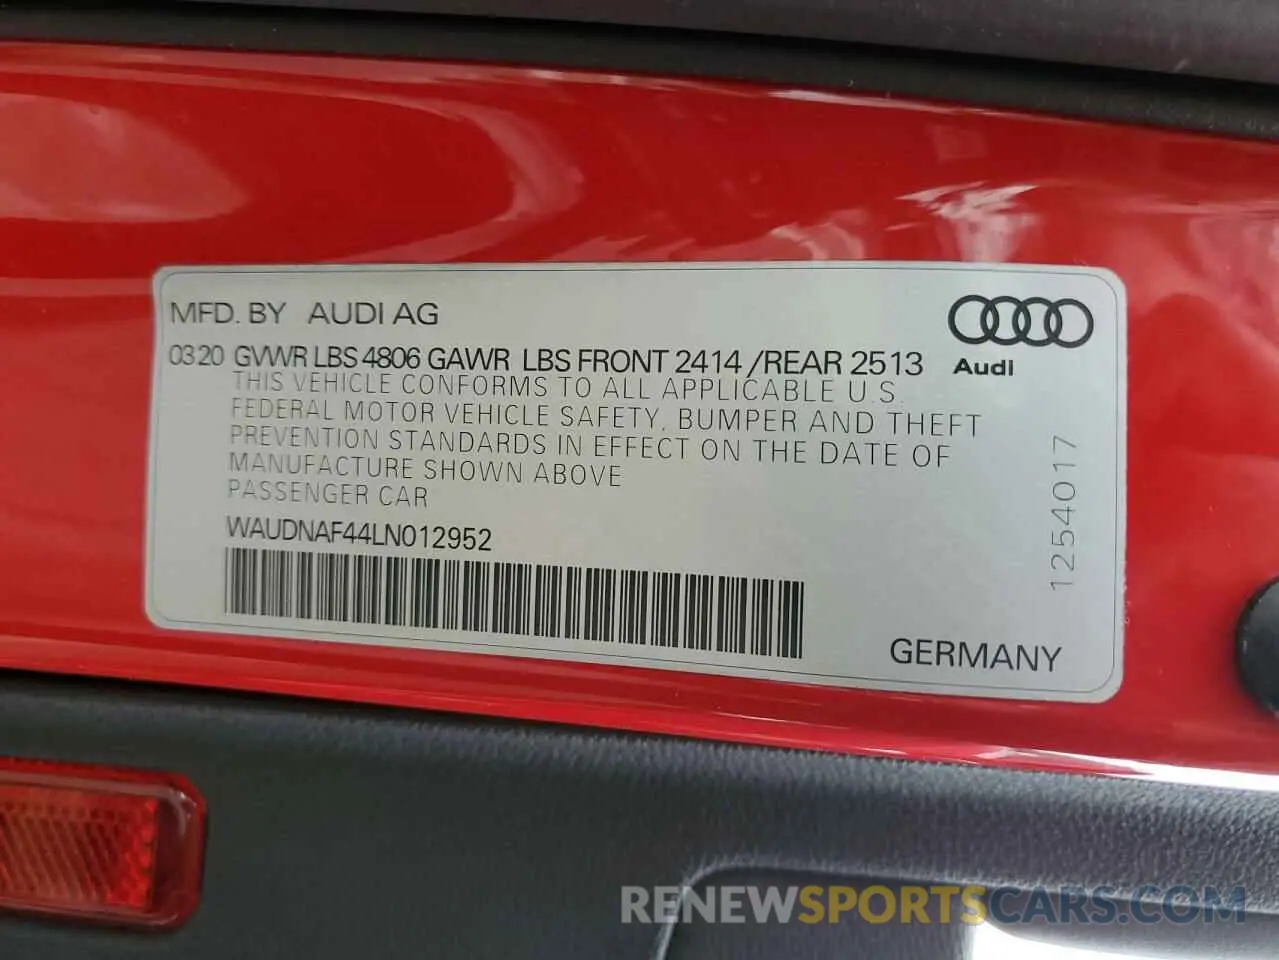 MFD. BY AUDI AG
0320 GVWR LBS 4806 GAWR LBS FRONT 2414 /REAR 2513
Audi
THIS VEHICLE CONFORMS TO ALL APPLICABLE U.S.
FEDERAL MOTOR VEHICLE SAFETY, BUMPER AND THEFT
PREVENTION STANDARDS IN EFFECT ON THE DATE OF
MANUFACTURE SHOWN ABOVE
PASSENGER CAR
WAUDNAF44LN012952
1254017
GERMANY
RENEWSPORTSCARS.COM